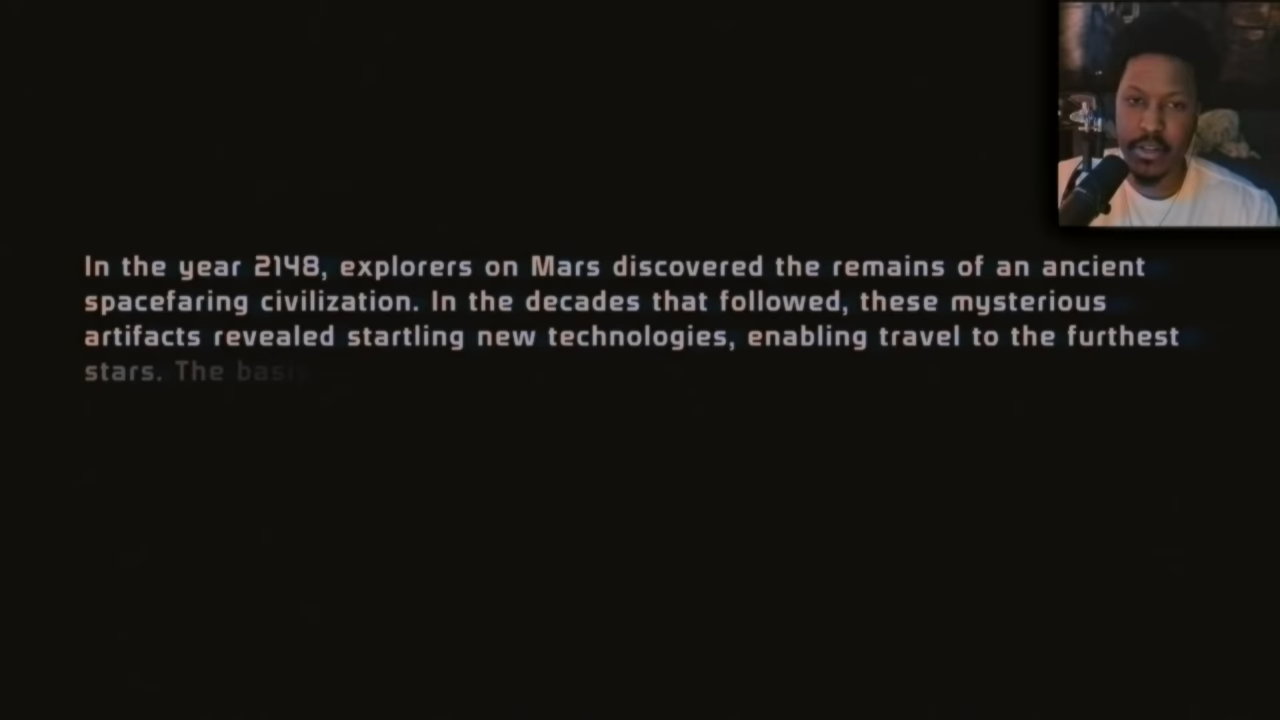 In the year 2148, explorers on Mars discovered the remains of an ancient
spacefaring civilization. In the decades that followed, these mysterious
artifacts revealed startling new technologies, enabling travel to the furthest
stars. The